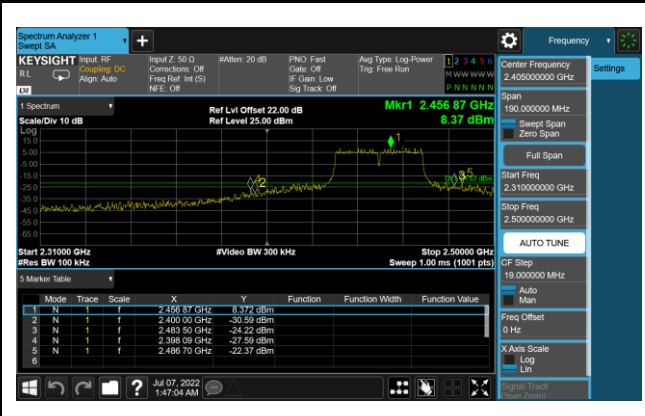 Spectrum Analyzer 1
Swept SA
+
Frequency
KEYSIGHT
RL
Input: RF
Coupling: DC
Align: Auto
Input Z: 50 Ω
Corrections: Off
Freq Ref: Int (S)
NFE: Off
#Atten: 20 dB
PNO: Fast
Gate: Off
IF Gain: Low
Sig Track: Off
Avg Type: Log-Power
Trig: Free Run
1 2 3 4 5 6
M W W W W W
P N N N N N
LXI
1 Spectrum
Scale/Div 10 dB
Ref Lvl Offset 22.00 dB
Ref Level 25.00 dBm
Mkr1 2.456 87 GHz
8.37 dBm
Log
15.0
5.00
-5.00
-15.0
-25.0
-35.0
-45.0
-55.0
-65.0
1
2
3
5
Start 2.31000 GHz
#Res BW 100 kHz
#Video BW 300 kHz
Stop 2.50000 GHz
Sweep 1.00 ms (1001 pts)
5 Marker Table
Mode Trace Scale X Y Function Function Width Function Value
1 N 1 f 2.456 87 GHz 8.372 dBm
2 N 1 f 2.400 00 GHz -30.59 dBm
3 N 1 f 2.483 50 GHz -24.22 dBm
4 N 1 f 2.398 09 GHz -27.59 dBm
5 N 1 f 2.486 70 GHz -22.37 dBm
6
Jul 07, 2022
1:47:04 AM
Center Frequency
2.405000000 GHz
Span
190.000000 MHz
Swept Span
Zero Span
Full Span
Start Freq
2.310000000 GHz
Stop Freq
2.500000000 GHz
AUTO TUNE
CF Step
19.000000 MHz
Auto
Man
Freq Offset
0 Hz
X Axis Scale
Log
Lin
Signal Track
(Span Zoom)
Settings